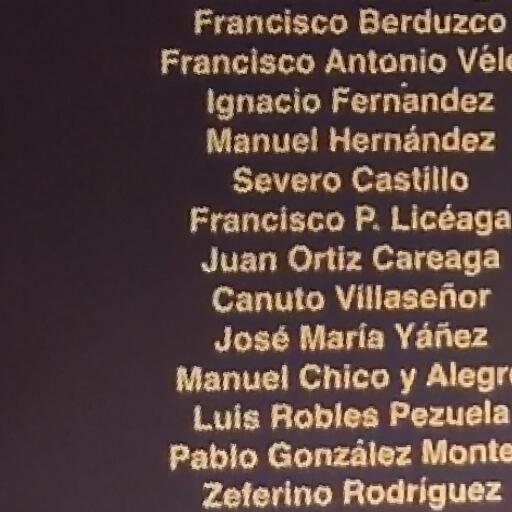 Francisco Berduzco
Francisco Antonio
Ignacio Fernández
Manuel Hernández
Severo Castillo
Francisco P. Licéaga
Juan Ortiz Careaga
Canuto Villaseñor
José María Yáñez
Manuel Chico y
Luis Robles Pezuela
Pablo González
Zeferino Rodríguez